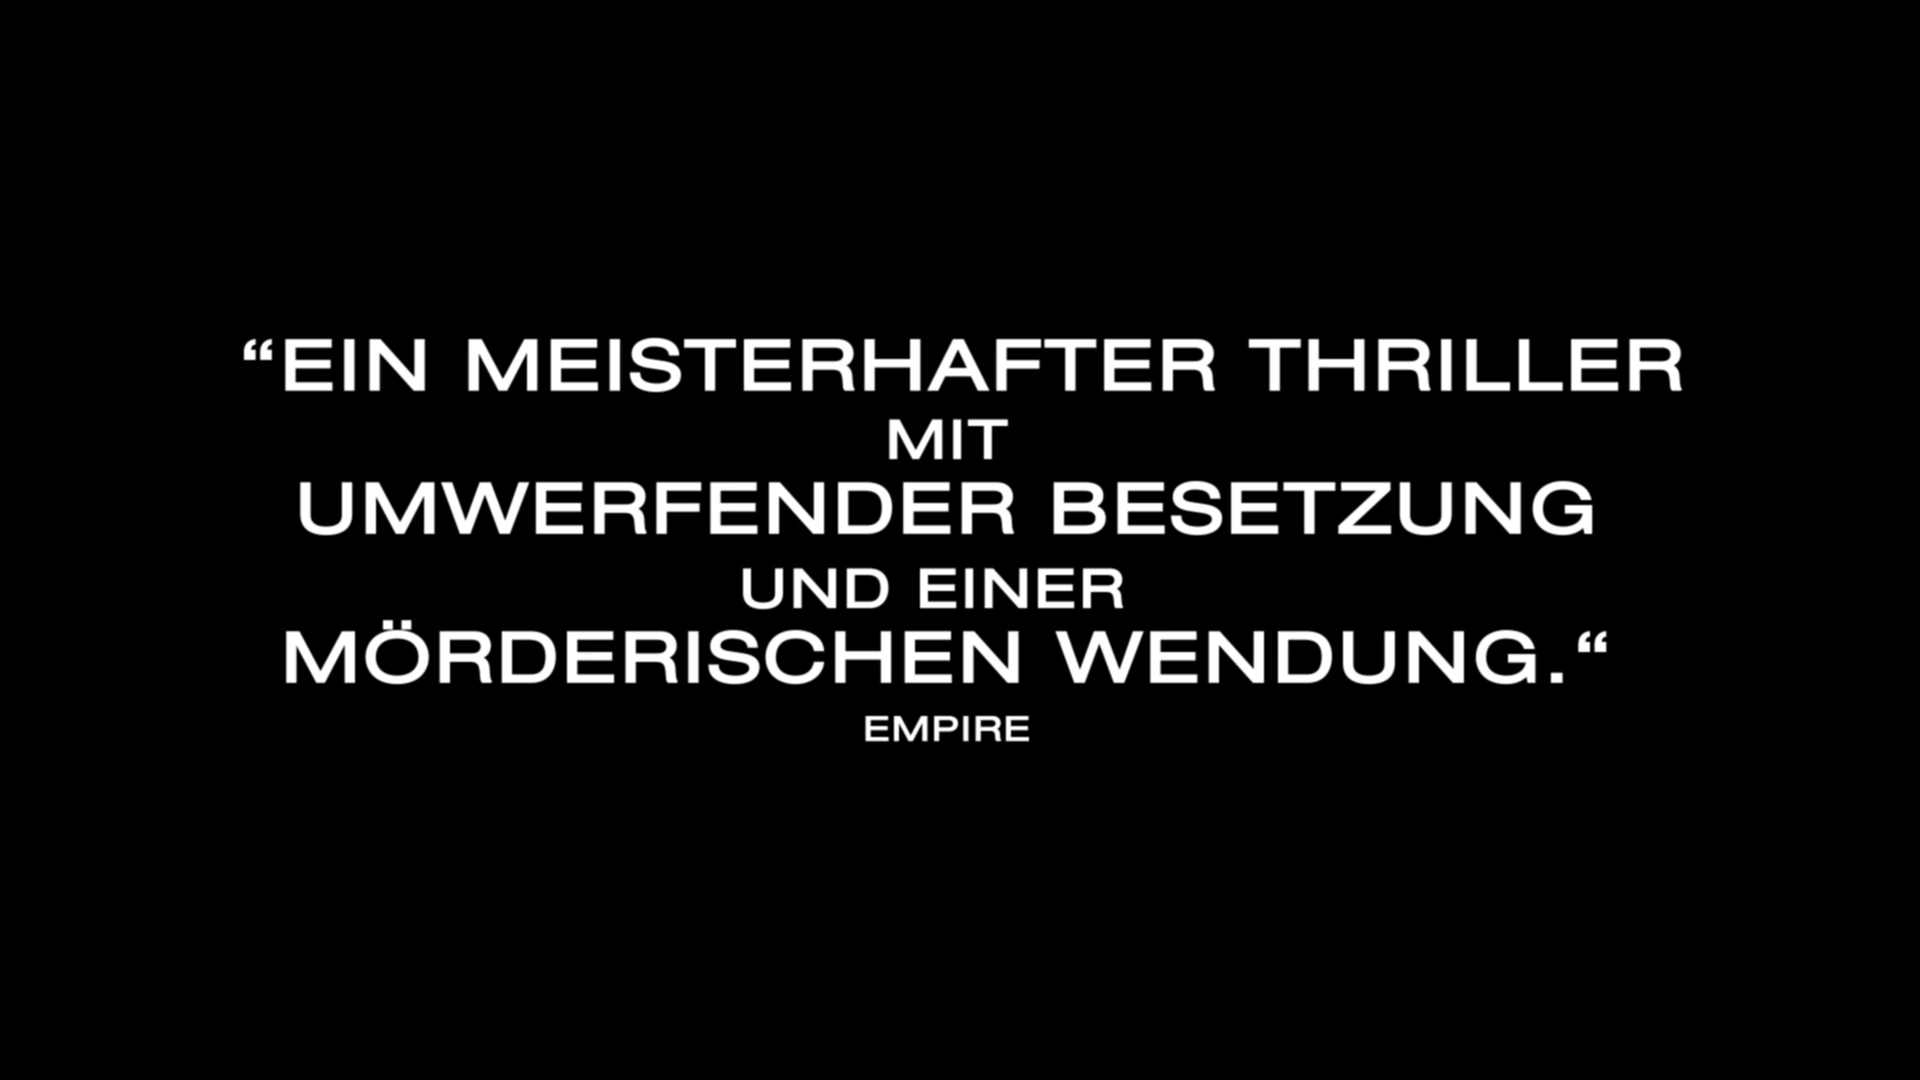 “EIN MEISTERHAFTER THRILLER
MIT
UMWERFENDER BESETZUNG
UND EINER
MÖRDERISCHEN WENDUNG.“
EMPIRE